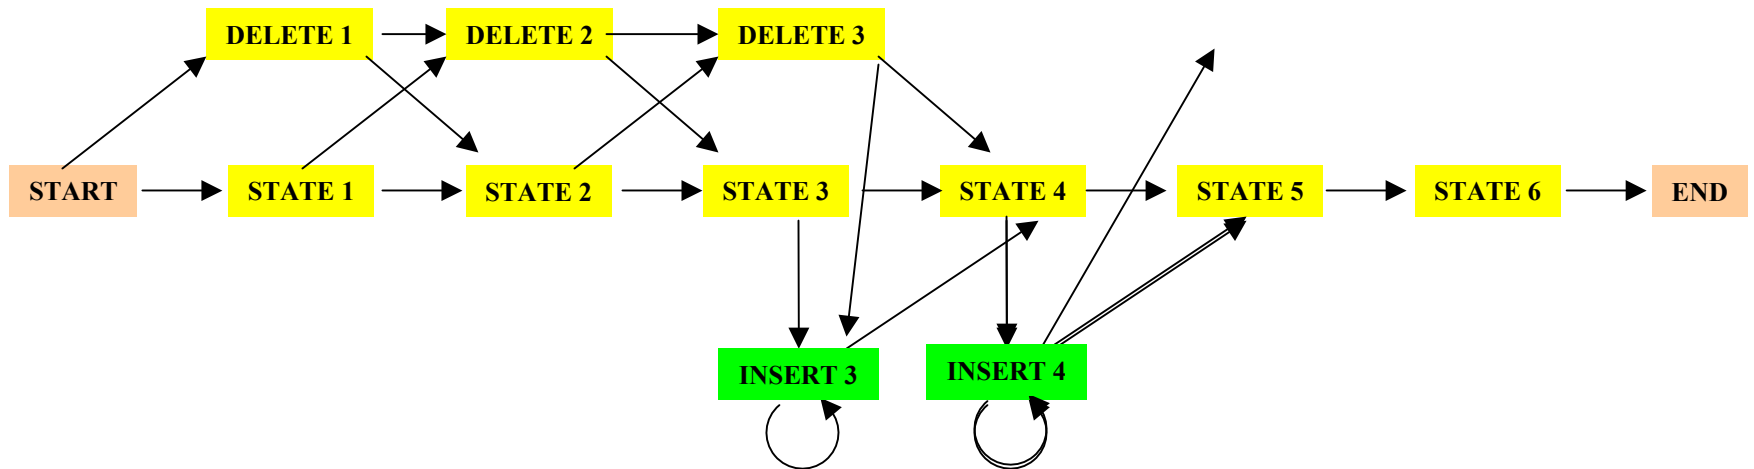 DELETE 1
DELETE 2
DELETE 3
START
STATE 1
STATE 2
STATE 3
STATE 4
STATE 5
STATE 6
END
INSERT 3
INSERT 4